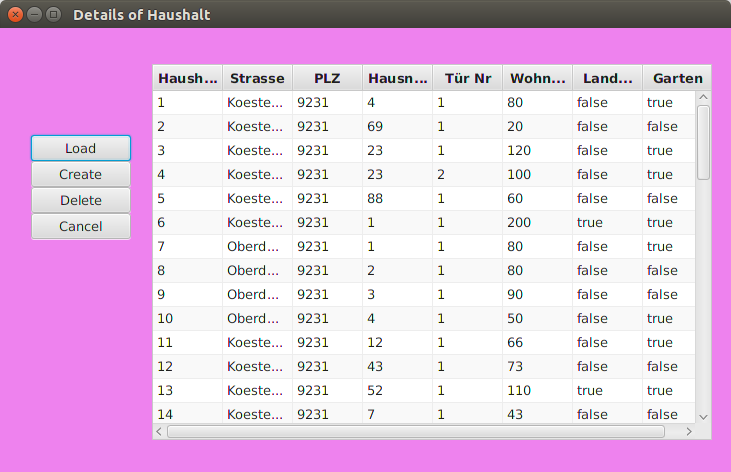 Details of Haushalt
Haush... Strasse PLZ Hausn... Tür Nr Wohn... Land... Garten
1 Koeste... 9231 4 1 80 false true
2 Koeste... 9231 69 1 20 false false
3 Koeste... 9231 23 1 120 false true
4 Koeste... 9231 23 2 100 false true
5 Koeste... 9231 88 1 60 false false
6 Koeste... 9231 1 1 200 true true
7 Oberd... 9231 1 1 80 false true
8 Oberd... 9231 2 1 80 false false
9 Oberd... 9231 3 1 90 false false
10 Oberd... 9231 4 1 50 false true
11 Koeste... 9231 12 1 66 false true
12 Koeste... 9231 43 1 73 false false
13 Koeste... 9231 52 1 110 true true
14 Koeste... 9231 7 1 43 false false
Load
Create
Delete
Cancel